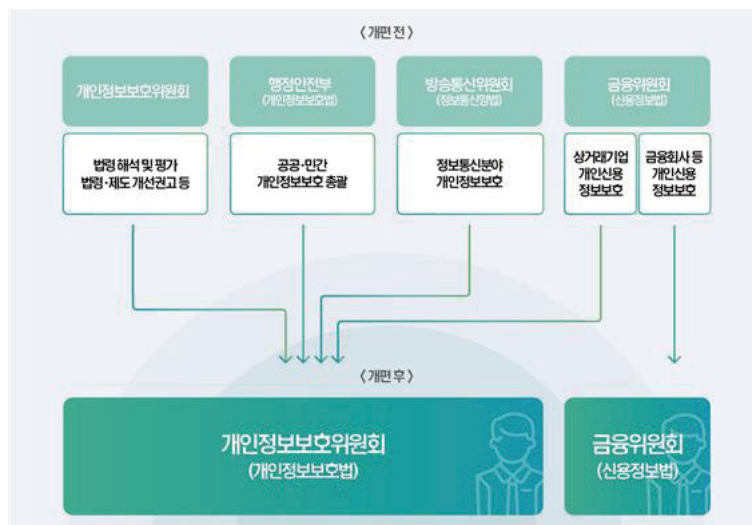 〈개편 전〉
개인정보보호위원회
행정안전부
(개인정보보호법)
방송통신위원회
(정보통신망법)
금융위원회
(신용정보법)
법령 해석 및 평가
법령·제도 개선권고 등
공공·민간
개인정보보호 총괄
정보통신분야
개인정보보호
상거래기업
개인신용
정보보호
금융회사 등
개인신용
정보보호
〈개편 후〉
개인정보보호위원회
(개인정보보호법)
금융위원회
(신용정보법)